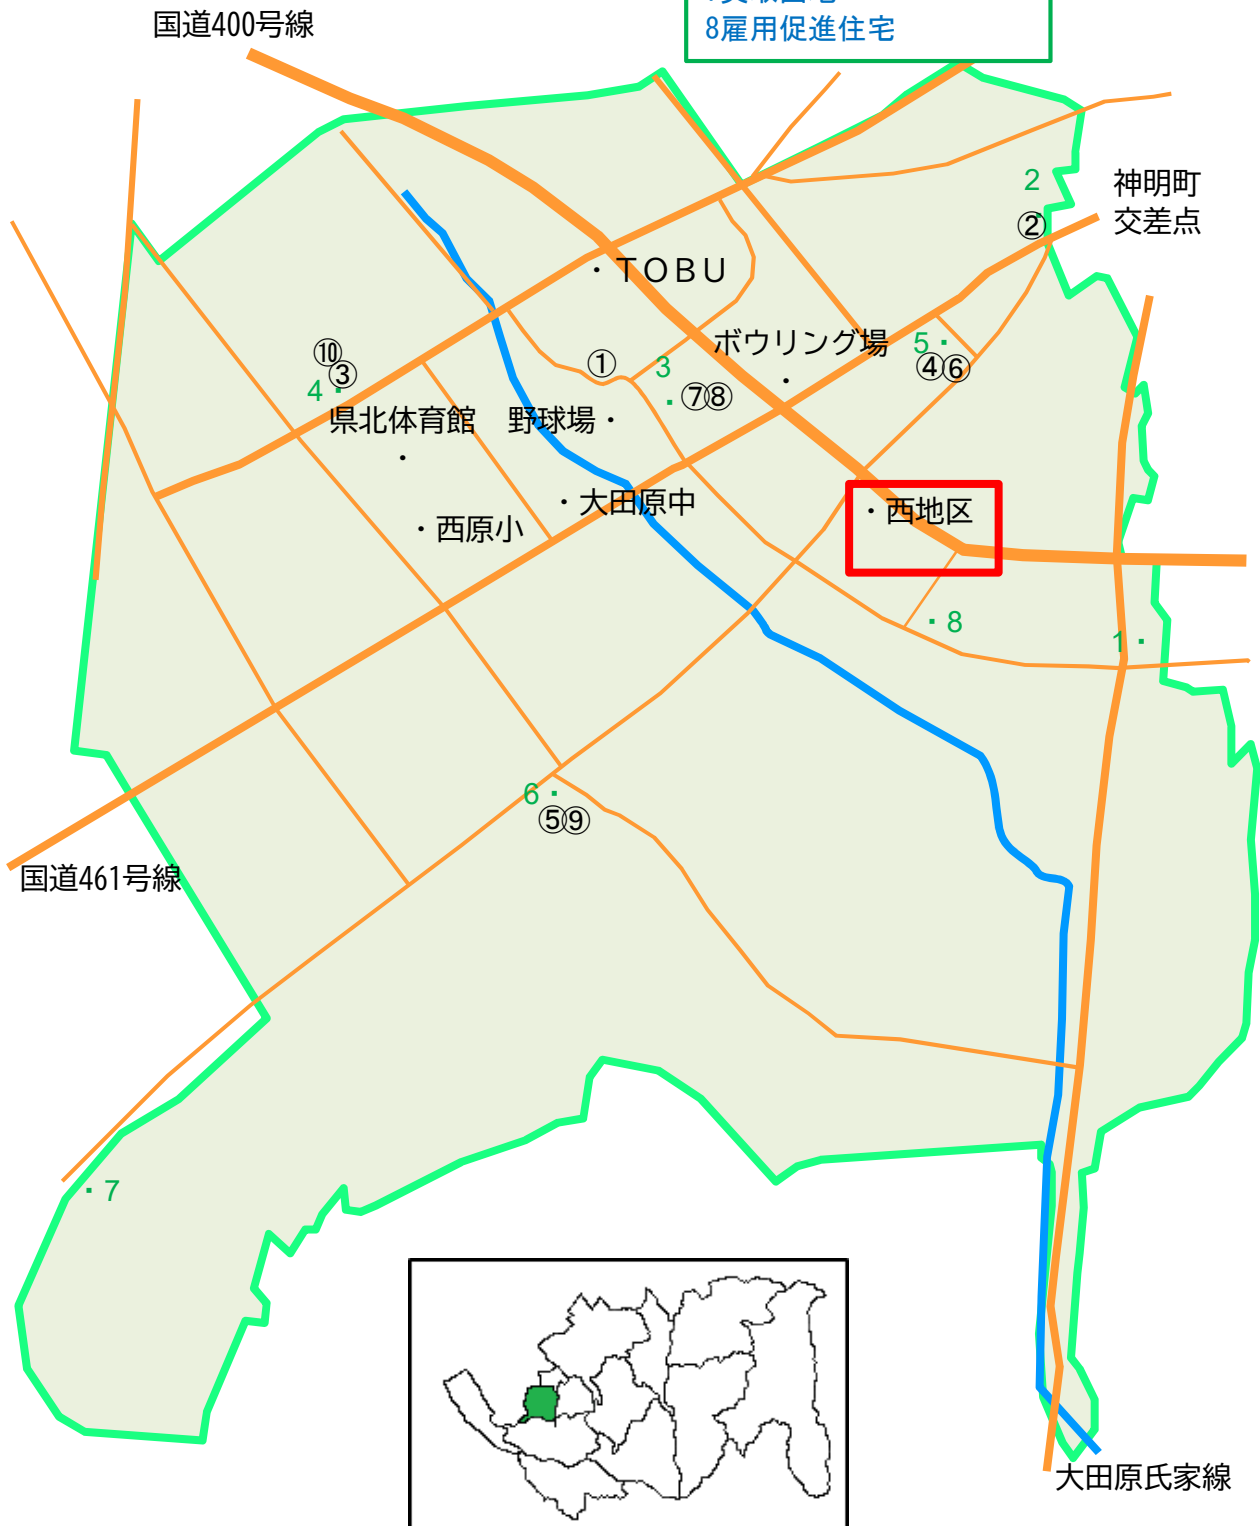 8雇用促進住宅
国道400号線
2
神明町
交差点
②
・TOBU
ボウリング場
5
④⑥
①
3
⑦⑧
⑩
③
4
県北体育館
野球場・
・大田原中
・西原小
・西地区
8
1
6
⑤⑨
国道461号線
7
大田原氏家線